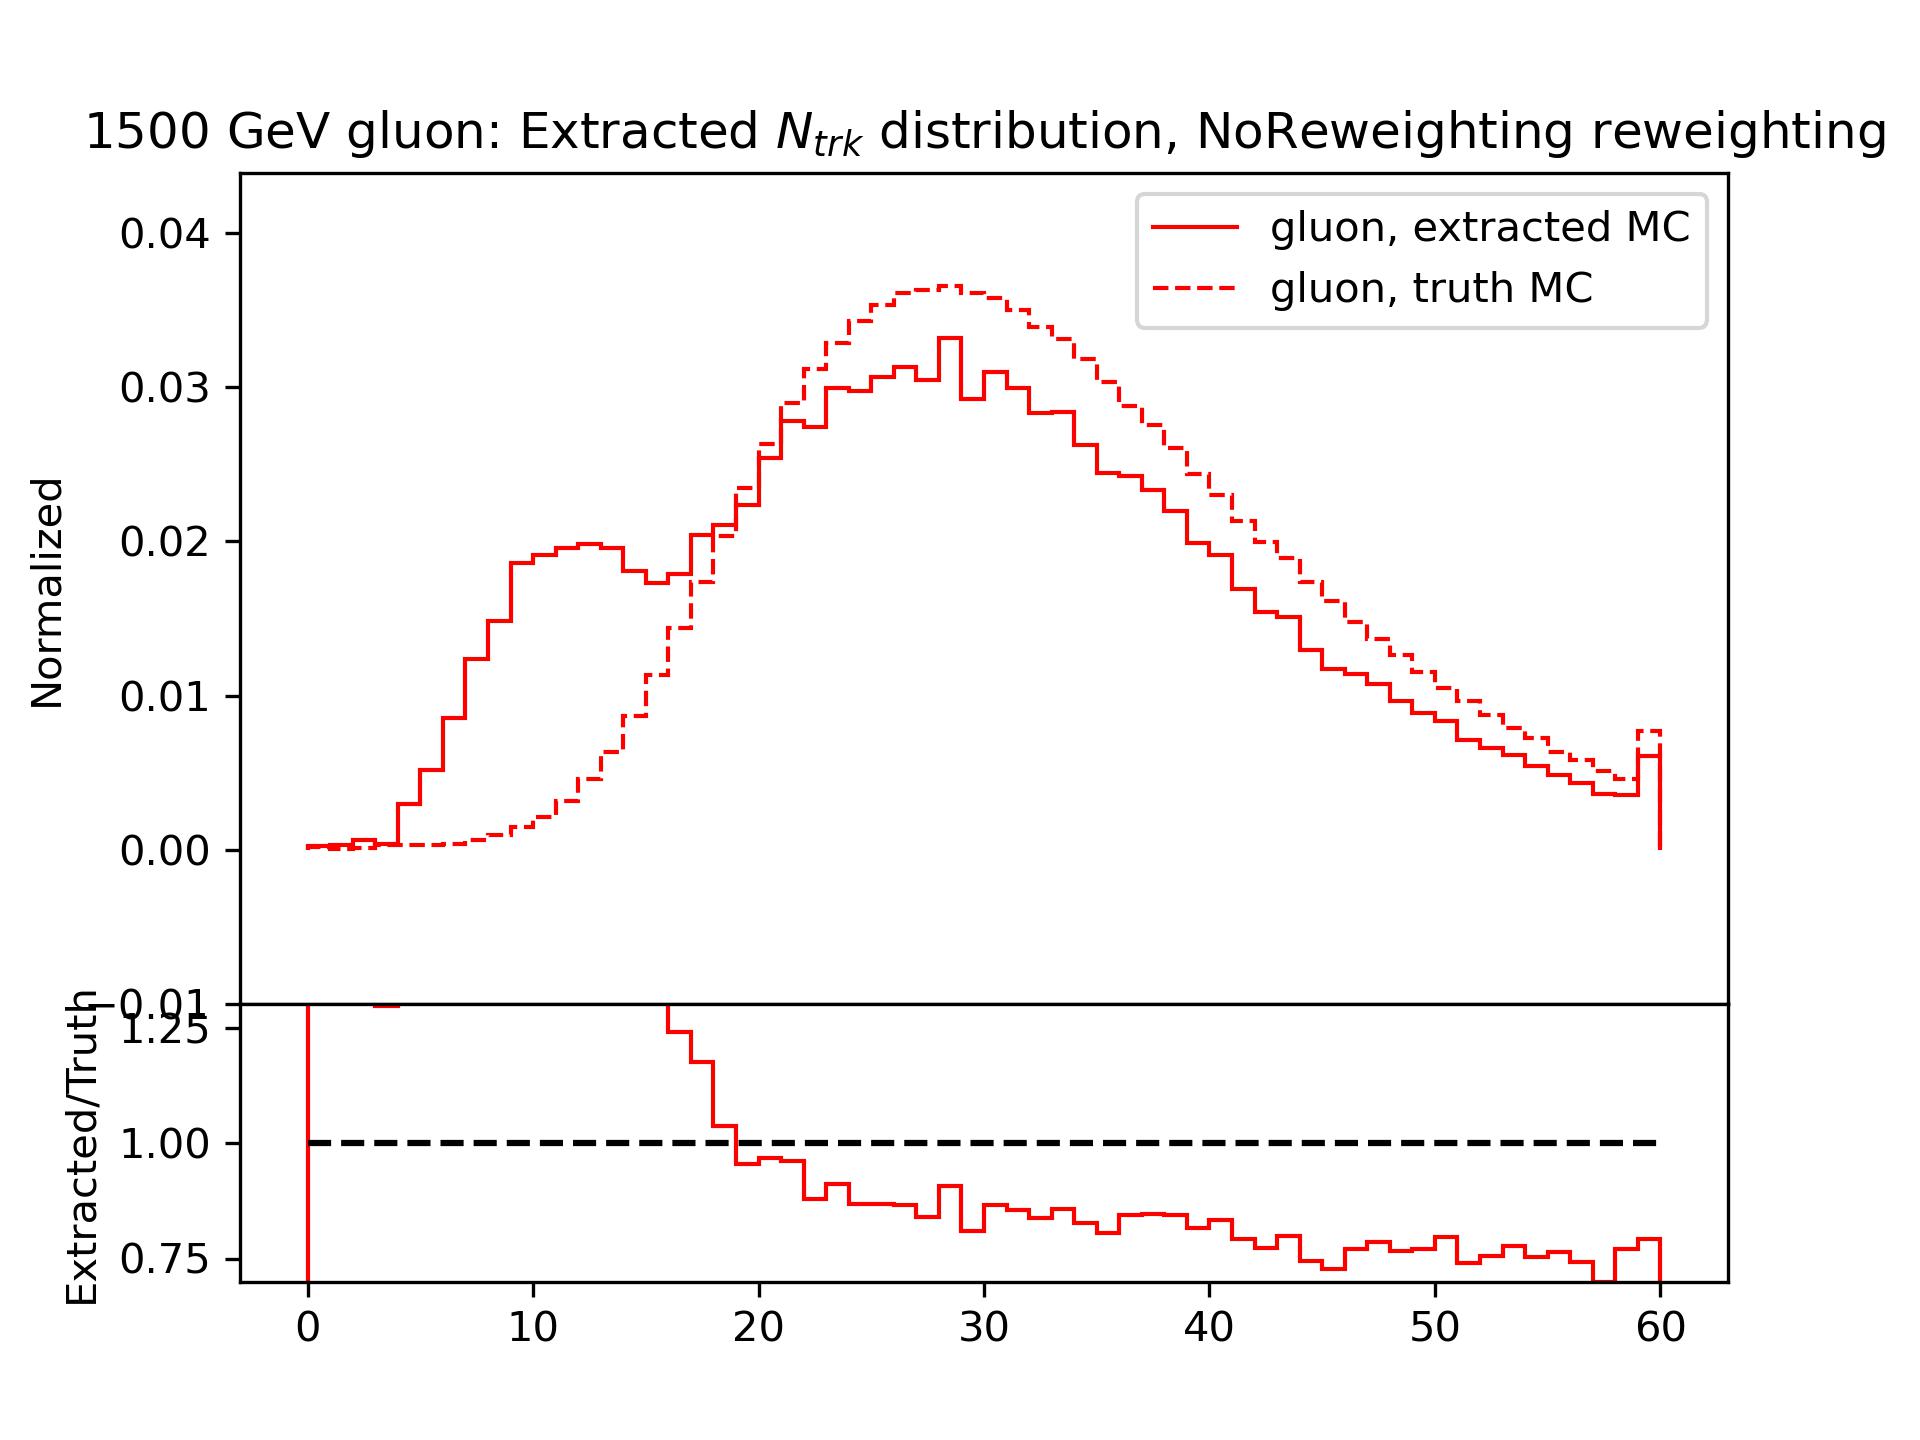 1500 GeV gluon: Extracted N_trk distribution, NoReweighting reweighting
gluon, extracted MC
gluon, truth MC
Normalized
0.04
0.03
0.02
0.01
0.00
−0.01
Extracted/Truth
1.25
1.00
0.75
0 10 20 30 40 50 60